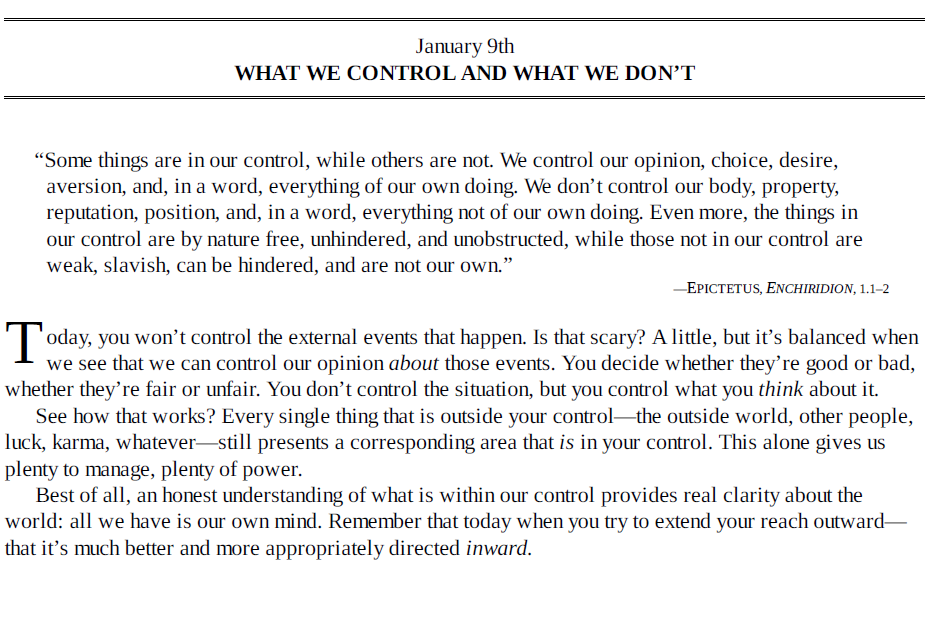 January 9th
WHAT WE CONTROL AND WHAT WE DON’T
“Some things are in our control, while others are not. We control our opinion, choice, desire,
aversion, and, in a word, everything of our own doing. We don’t control our body, property,
reputation, position, and, in a word, everything not of our own doing. Even more, the things in
our control are by nature free, unhindered, and unobstructed, while those not in our control are
weak, slavish, can be hindered, and are not our own.”
—EPICTETUS, ENCHIRIDION, 1.1–2
Today, you won’t control the external events that happen. Is that scary? A little, but it’s balanced when
we see that we can control our opinion about those events. You decide whether they’re good or bad,
whether they’re fair or unfair. You don’t control the situation, but you control what you think about it.
See how that works? Every single thing that is outside your control—the outside world, other people,
luck, karma, whatever—still presents a corresponding area that is in your control. This alone gives us
plenty to manage, plenty of power.
Best of all, an honest understanding of what is within our control provides real clarity about the
world: all we have is our own mind. Remember that today when you try to extend your reach outward—
that it’s much better and more appropriately directed inward.